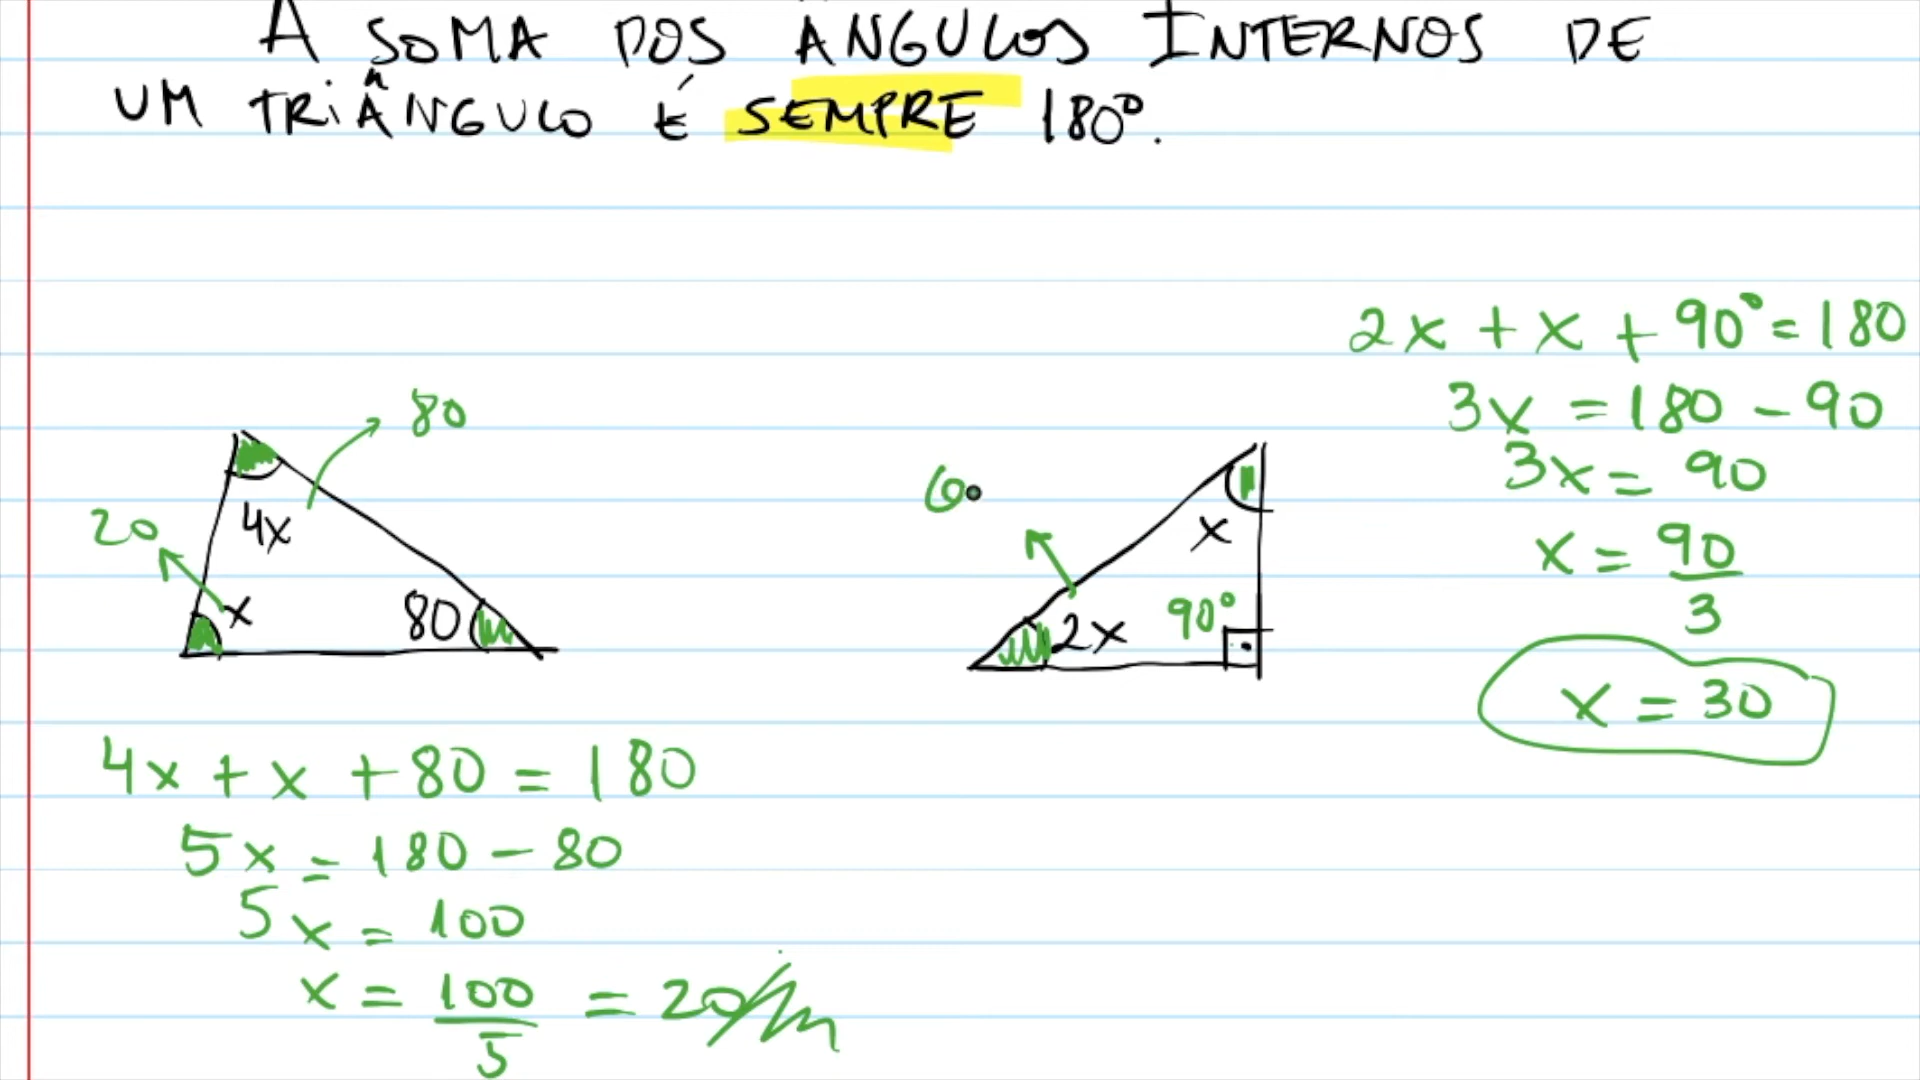 A SOMA DOS ÂNGULOS INTERNOS DE
UM TRIÂNGULO É SEMPRE 180°.
80
20
4x
x
80
6
x
2x
90°
2x + x + 90° = 180
3x = 180 - 90
3x = 90
x = 90/3
x = 30
4x + x + 80 = 180
5x = 180 - 80
5x = 100
x = 100/5 = 20//